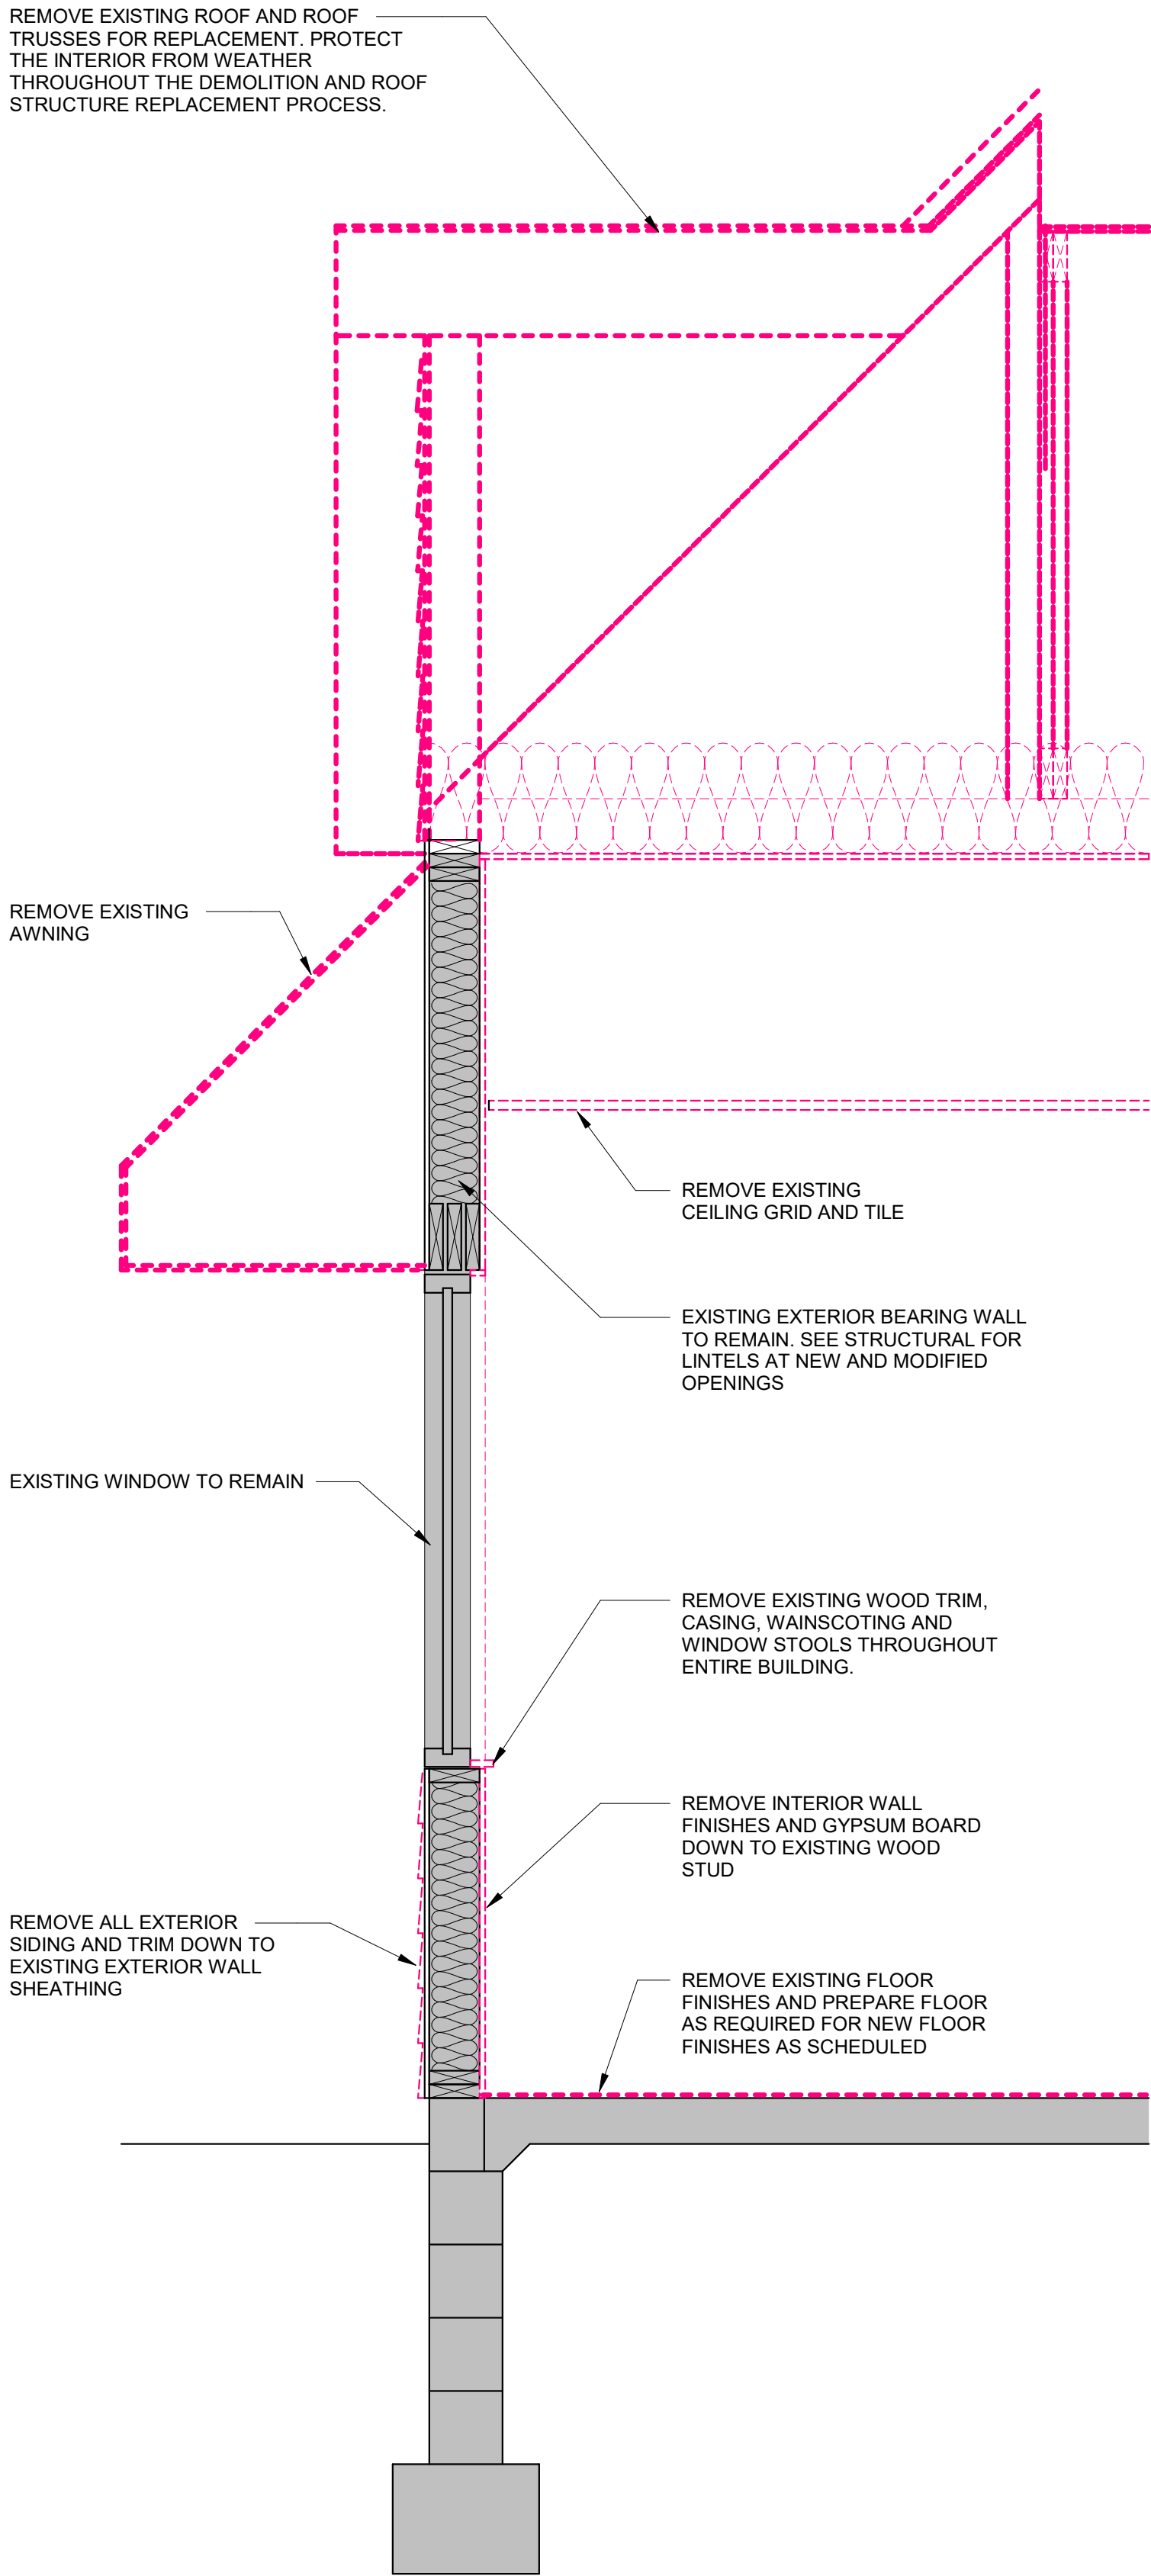 REMOVE EXISTING ROOF AND ROOF
TRUSSES FOR REPLACEMENT. PROTECT
THE INTERIOR FROM WEATHER
THROUGHOUT THE DEMOLITION AND ROOF
STRUCTURE REPLACEMENT PROCESS.
REMOVE EXISTING
AWNING
REMOVE EXISTING
CEILING GRID AND TILE
EXISTING EXTERIOR BEARING WALL
TO REMAIN. SEE STRUCTURAL FOR
LINTELS AT NEW AND MODIFIED
OPENINGS
EXISTING WINDOW TO REMAIN
REMOVE EXISTING WOOD TRIM,
CASING, WAINSCOTING AND
WINDOW STOOLS THROUGHOUT
ENTIRE BUILDING.
REMOVE INTERIOR WALL
FINISHES AND GYPSUM BOARD
DOWN TO EXISTING WOOD
STUD
REMOVE ALL EXTERIOR
SIDING AND TRIM DOWN TO
EXISTING EXTERIOR WALL
SHEATHING
REMOVE EXISTING FLOOR
FINISHES AND PREPARE FLOOR
AS REQUIRED FOR NEW FLOOR
FINISHES AS SCHEDULED